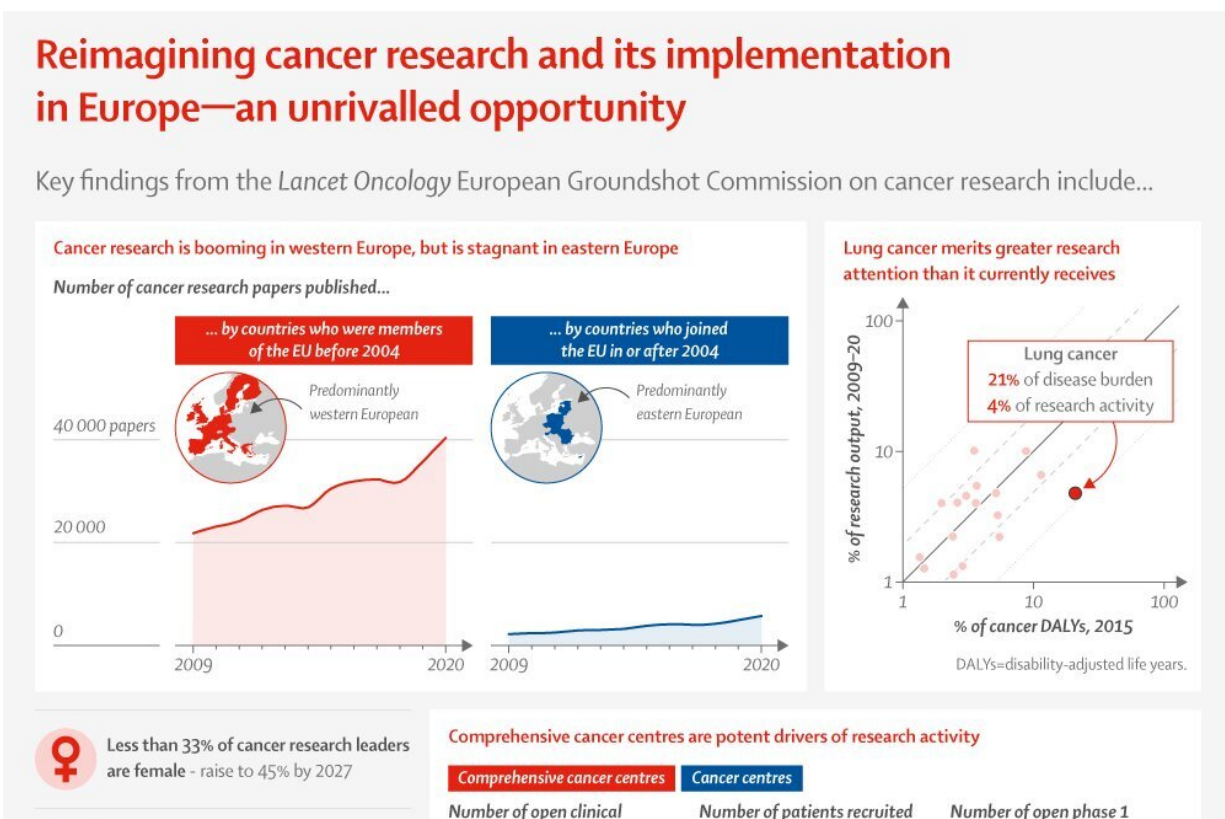 Reimagining cancer research and its implementation
in Europe—an unrivalled opportunity
Key findings from the Lancet Oncology European Groundshot Commission on cancer research include...
Cancer research is booming in western Europe, but is stagnant in eastern Europe
Number of cancer research papers published...
... by countries who were members
of the EU before 2004
Predominantly
western European
... by countries who joined
the EU in or after 2004
Predominantly
eastern European
40 000 papers
20 000
0
2009
2020
2009
2020
Lung cancer merits greater research
attention than it currently receives
% of research output, 2009–20
100
10
1
Lung cancer
21% of disease burden
4% of research activity
1
10
100
% of cancer DALYs, 2015
DALYs=disability-adjusted life years.
Less than 33% of cancer research leaders
are female - raise to 45% by 2027
Comprehensive cancer centres are potent drivers of research activity
Comprehensive cancer centres
Cancer centres
Number of open clinical
Number of patients recruited
Number of open phase 1